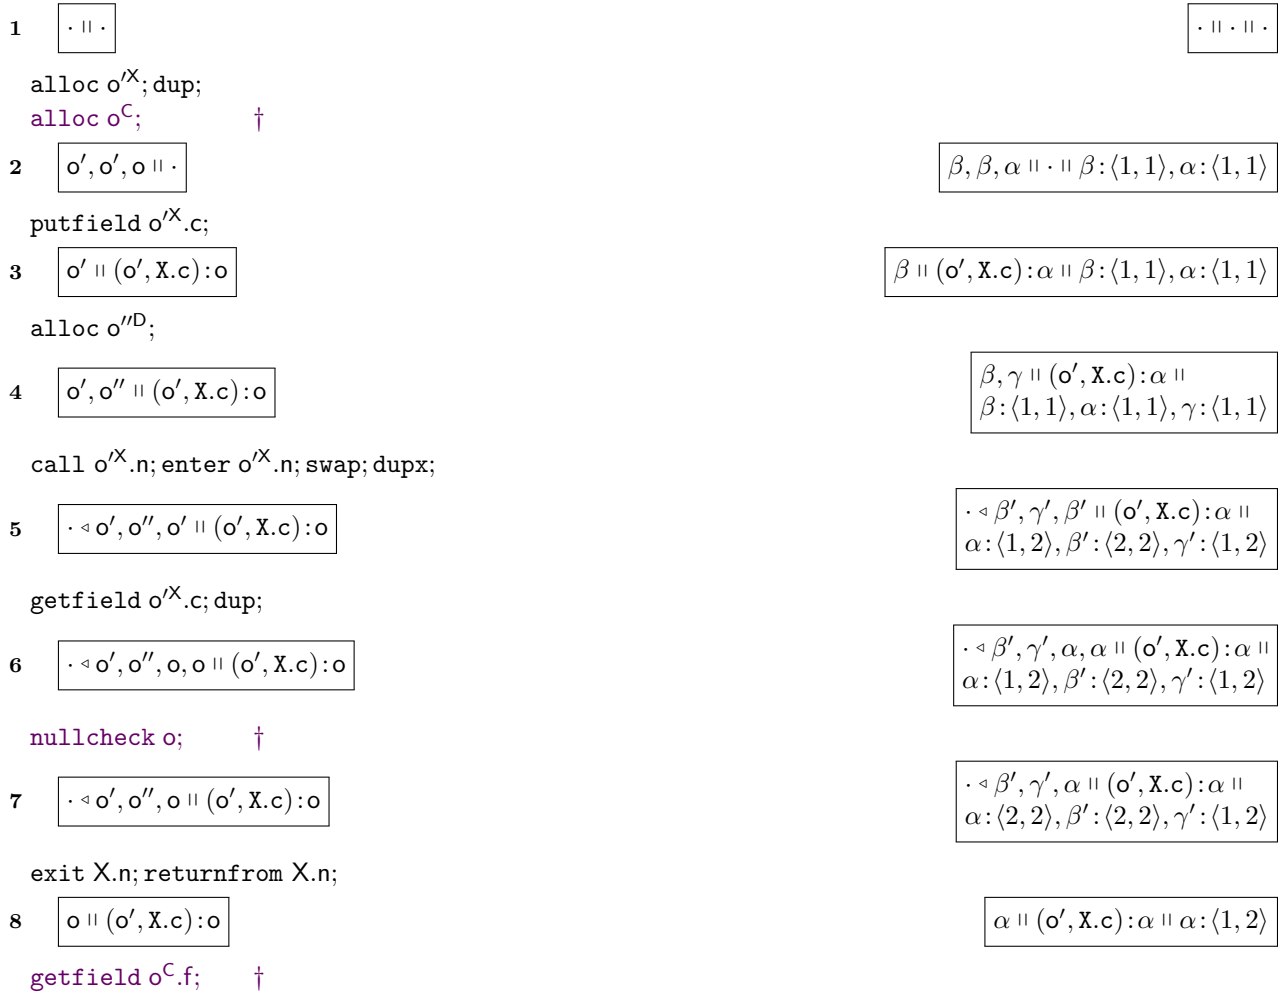 1 · ॥ · · ॥ · ॥ ·
alloc o′ᵡ; dup;
alloc oᶜ; †
2 o′, o′, o ॥ · β, β, α ॥ · ॥ β:⟨1, 1⟩, α:⟨1, 1⟩
putfield o′ᵡ.c;
3 o′ ॥ (o′, X.c):o β ॥ (o′, X.c):α ॥ β:⟨1, 1⟩, α:⟨1, 1⟩
alloc o″ᴰ;
β, γ ॥ (o′, X.c):α ॥
4 o′, o″ ॥ (o′, X.c):o β:⟨1, 1⟩, α:⟨1, 1⟩, γ:⟨1, 1⟩
call o′ᵡ.n; enter o′ᵡ.n; swap; dupx;
· ◃ β′, γ′, β′ ॥ (o′, X.c):α ॥
5 · ◃ o′, o″, o′ ॥ (o′, X.c):o α:⟨1, 2⟩, β′:⟨2, 2⟩, γ′:⟨1, 2⟩
getfield o′ᵡ.c; dup;
· ◃ β′, γ′, α, α ॥ (o′, X.c):α ॥
6 · ◃ o′, o″, o, o ॥ (o′, X.c):o α:⟨1, 2⟩, β′:⟨2, 2⟩, γ′:⟨1, 2⟩
nullcheck o; †
· ◃ β′, γ′, α ॥ (o′, X.c):α ॥
7 · ◃ o′, o″, o ॥ (o′, X.c):o α:⟨2, 2⟩, β′:⟨2, 2⟩, γ′:⟨1, 2⟩
exit X.n; returnfrom X.n;
8 o ॥ (o′, X.c):o α ॥ (o′, X.c):α ॥ α:⟨1, 2⟩
getfield oᶜ.f; †